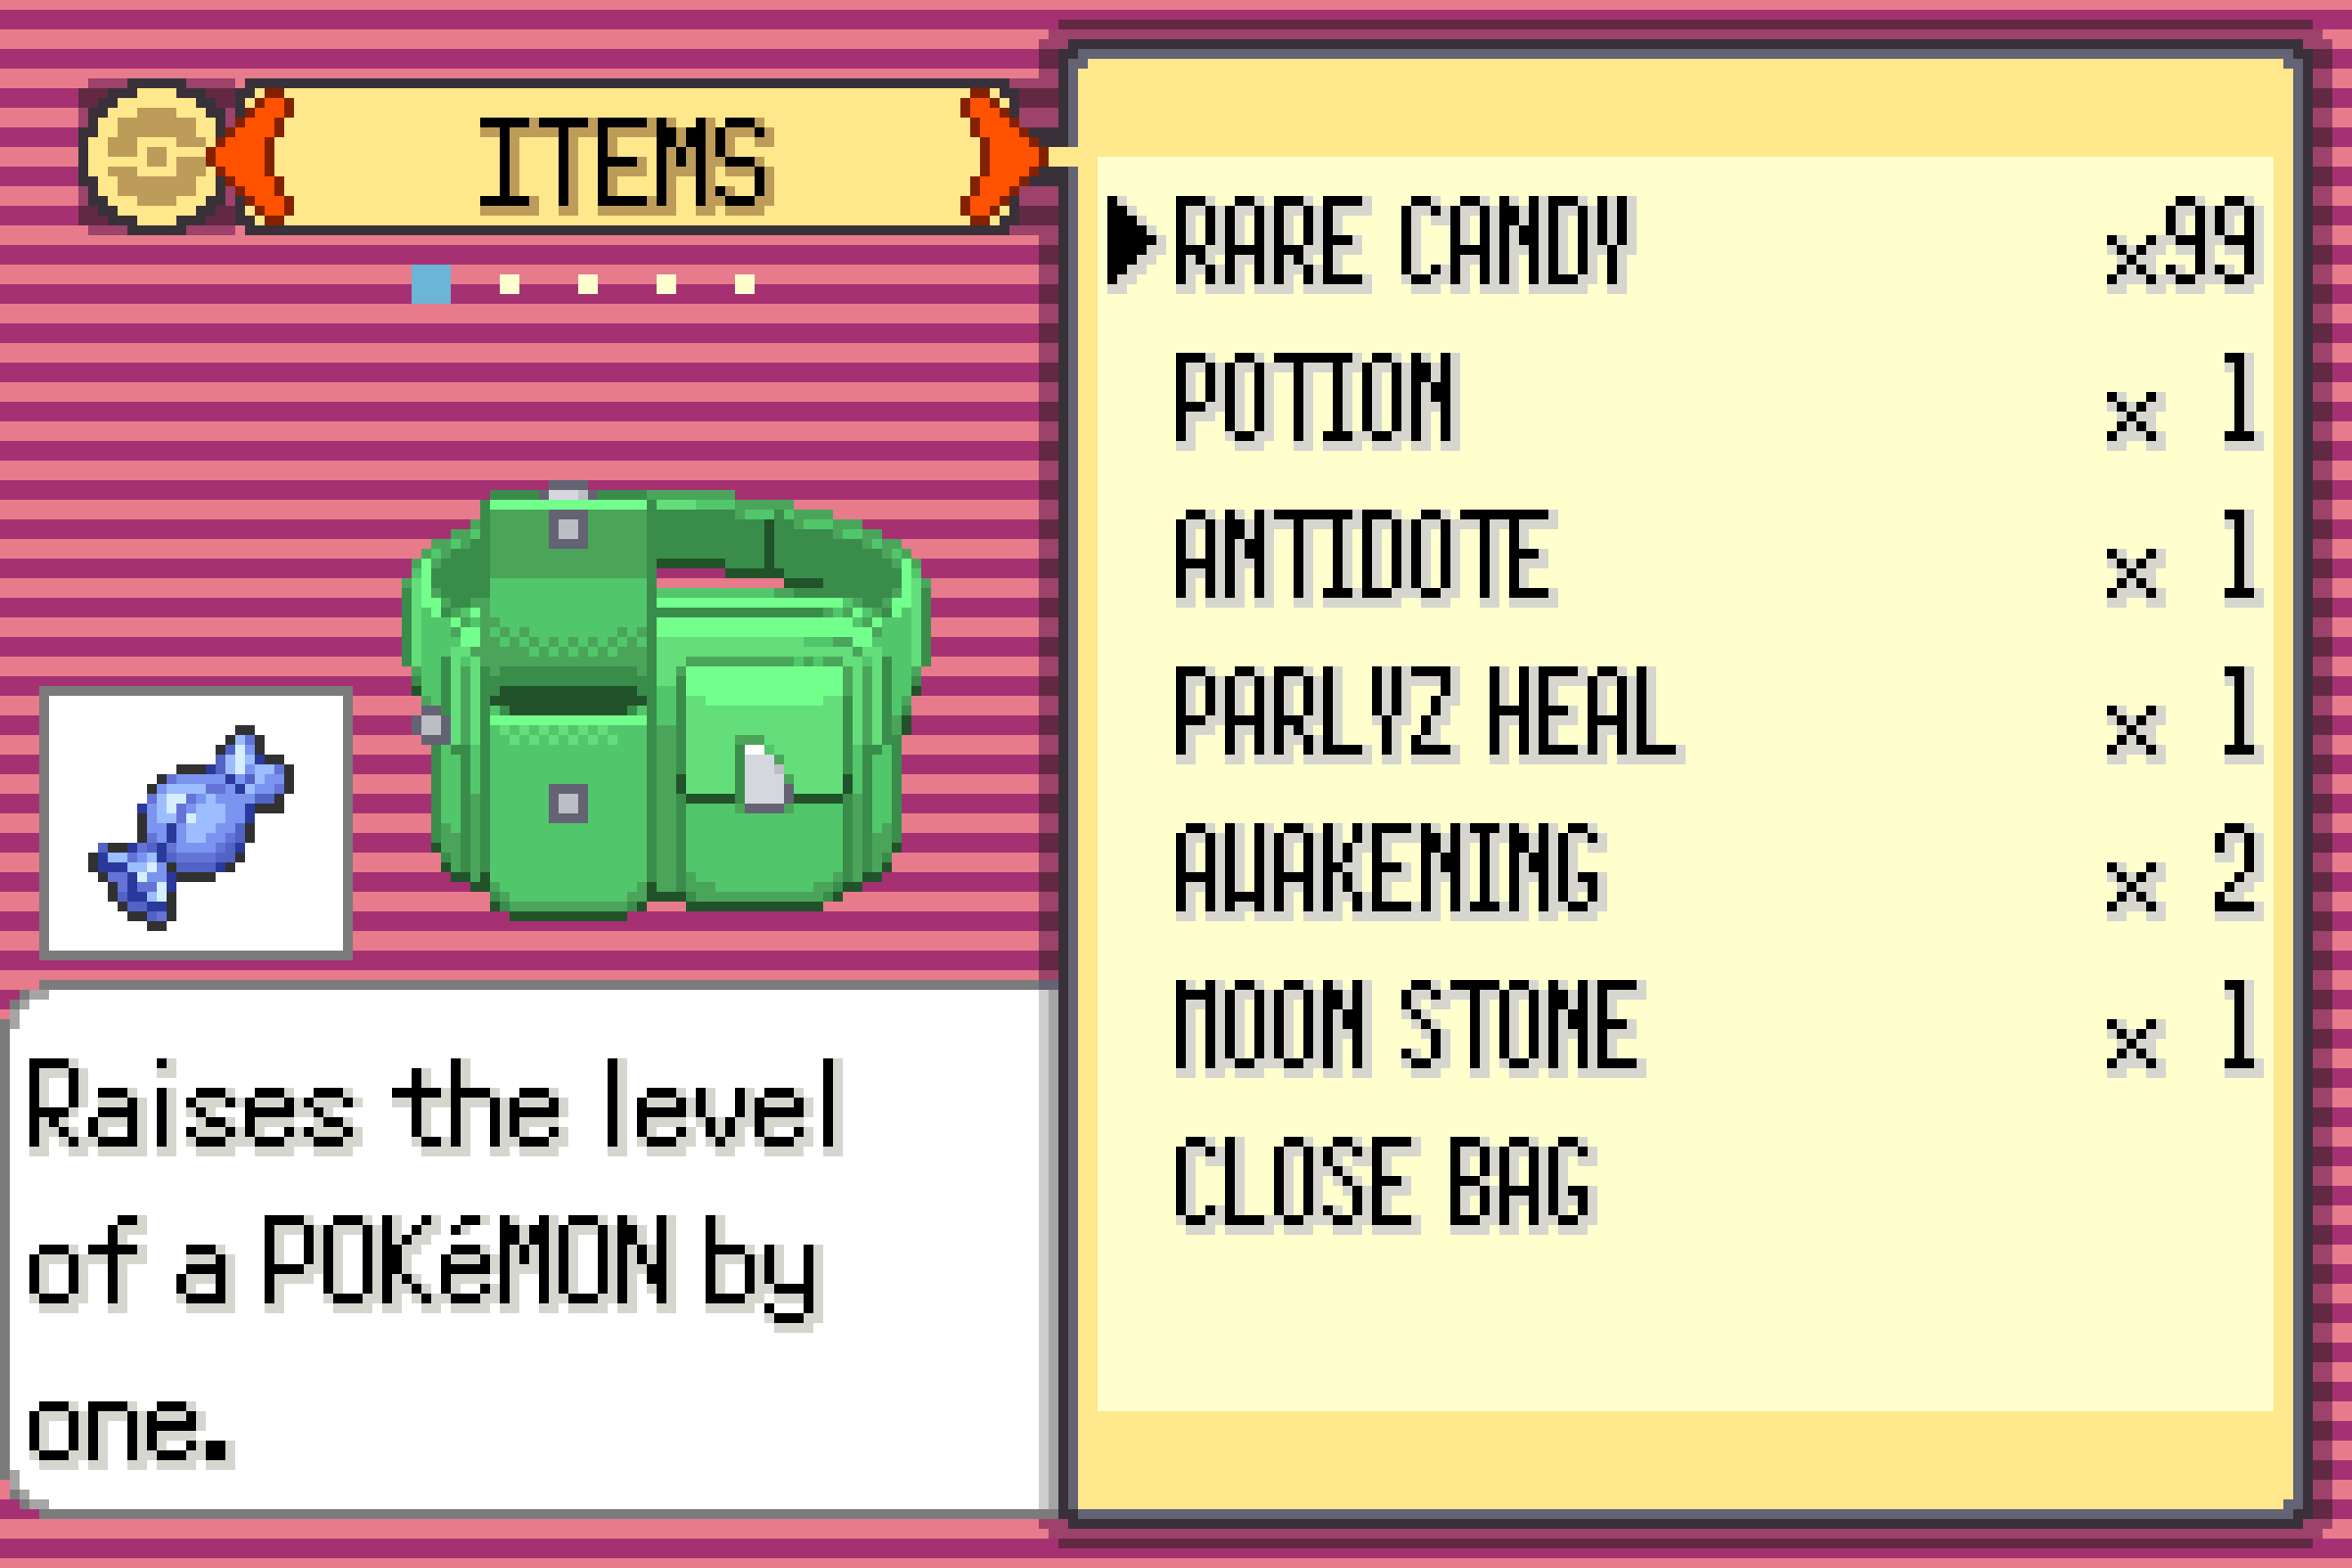 ITEMS
RARE CANDY ×99
POTION × 1
ANTIDOTE × 1
PARLYZ HEAL × 1
AWAKENING × 2
MOON STONE × 1
CLOSE BAG
Raises the level
of a POKéMON by
one.